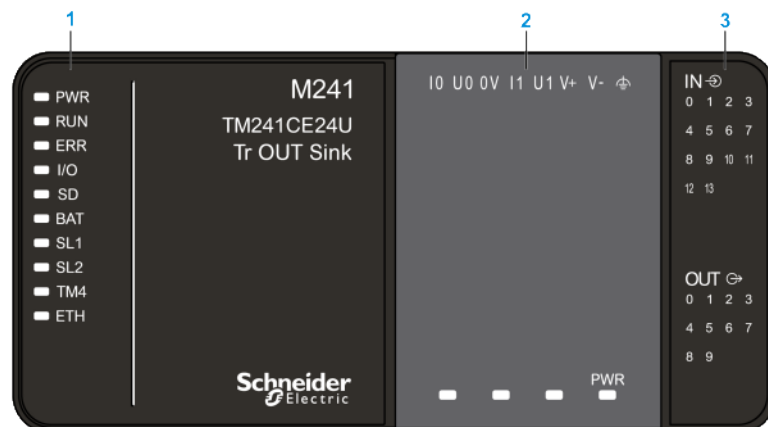 1
2
3
PWR
RUN
ERR
I/O
SD
BAT
SL1
SL2
TM4
ETH
M241
TM241CE24U
Tr OUT Sink
Schneider
Electric
I0 U0 0V I1 U1 V+ V-
PWR
IN
0 1 2 3
4 5 6 7
8 9 10 11
12 13
OUT
0 1 2 3
4 5 6 7
8 9